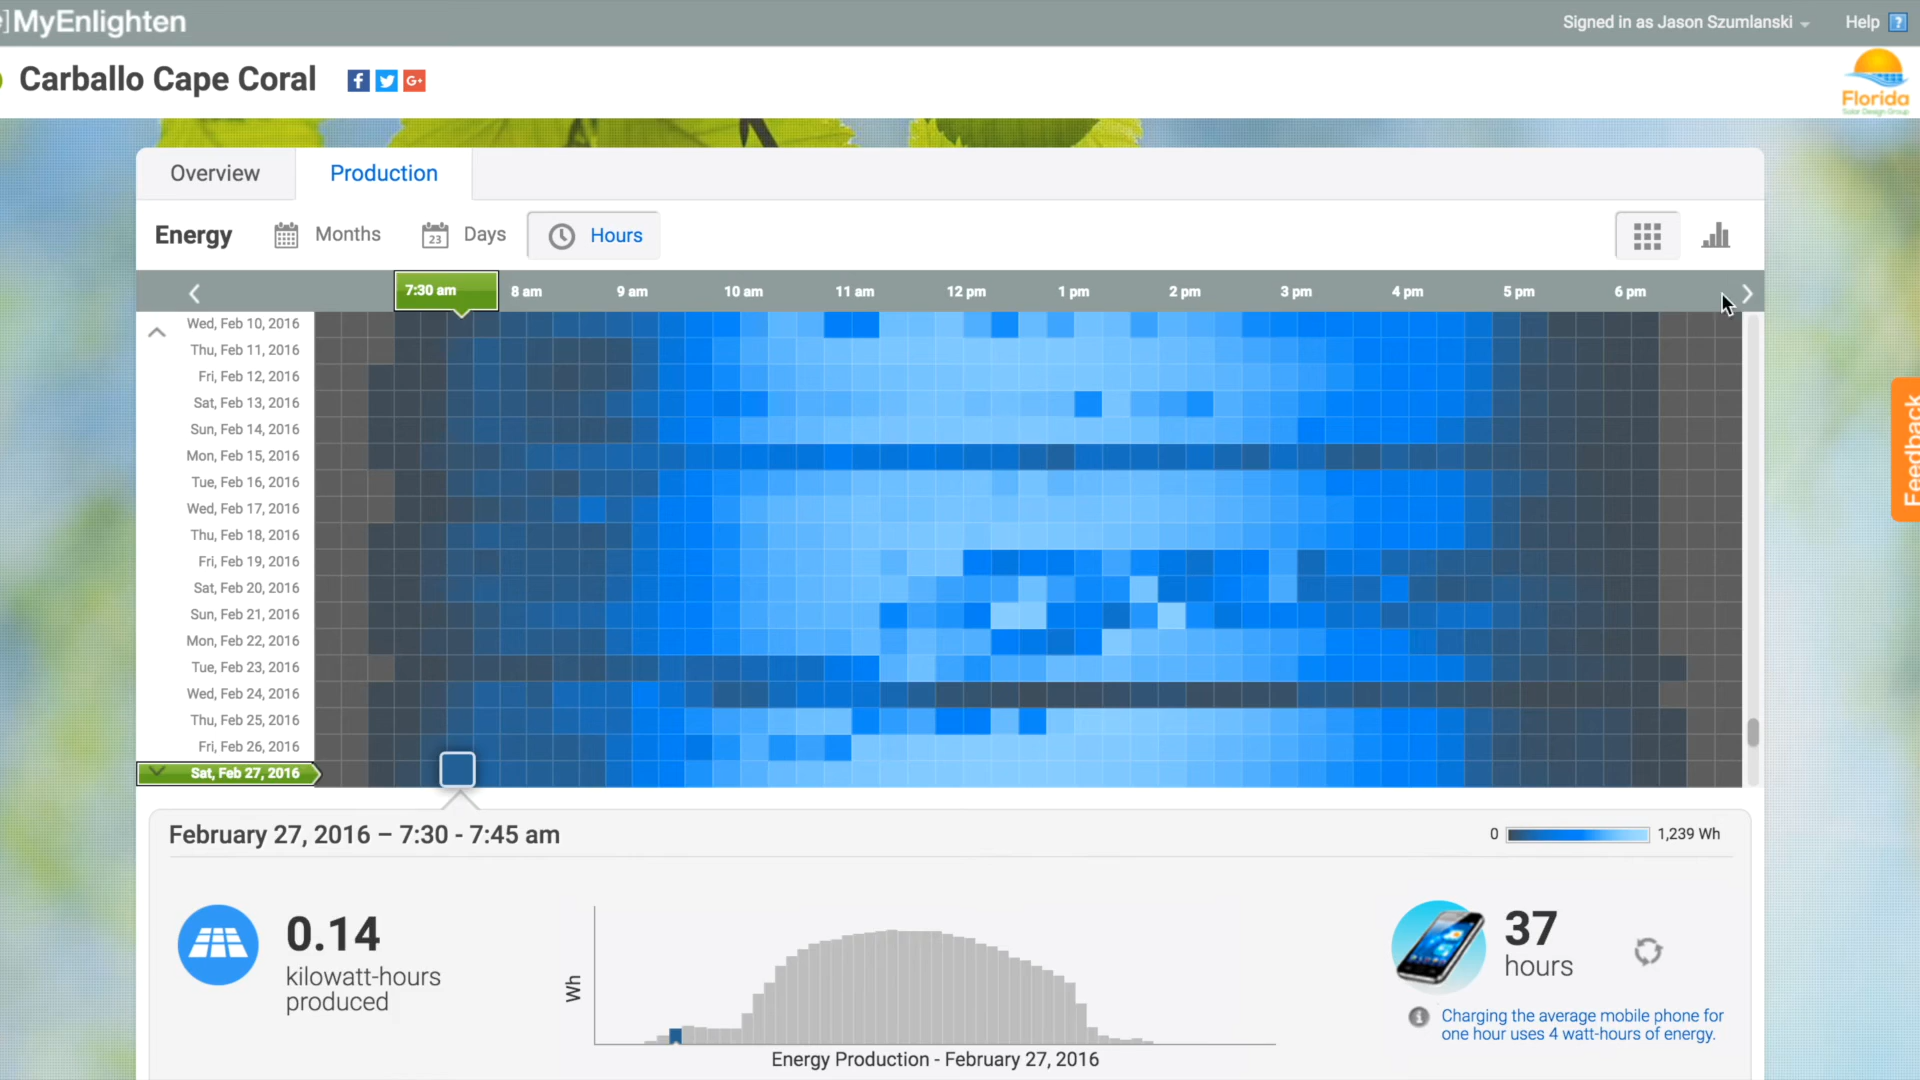 MyEnlighten
Signed in as Jason Szumlanski
Help ?
Carballo Cape Coral
f
G+
Florida
Solar Design Group
Overview
Production
Energy
Months
23
Days
Hours
7:30 am
8 am
9 am
10 am
11 am
12 pm
1 pm
2 pm
3 pm
4 pm
5 pm
6 pm
Wed, Feb 10, 2016
Thu, Feb 11, 2016
Fri, Feb 12, 2016
Sat, Feb 13, 2016
Sun, Feb 14, 2016
Mon, Feb 15, 2016
Tue, Feb 16, 2016
Wed, Feb 17, 2016
Thu, Feb 18, 2016
Fri, Feb 19, 2016
Sat, Feb 20, 2016
Sun, Feb 21, 2016
Mon, Feb 22, 2016
Tue, Feb 23, 2016
Wed, Feb 24, 2016
Thu, Feb 25, 2016
Fri, Feb 26, 2016
Sat, Feb 27, 2016
Feedback
February 27, 2016 – 7:30 - 7:45 am
0
1,239 Wh
0.14
kilowatt-hours
produced
Wh
Energy Production - February 27, 2016
37
hours
i
Charging the average mobile phone for
one hour uses 4 watt-hours of energy.